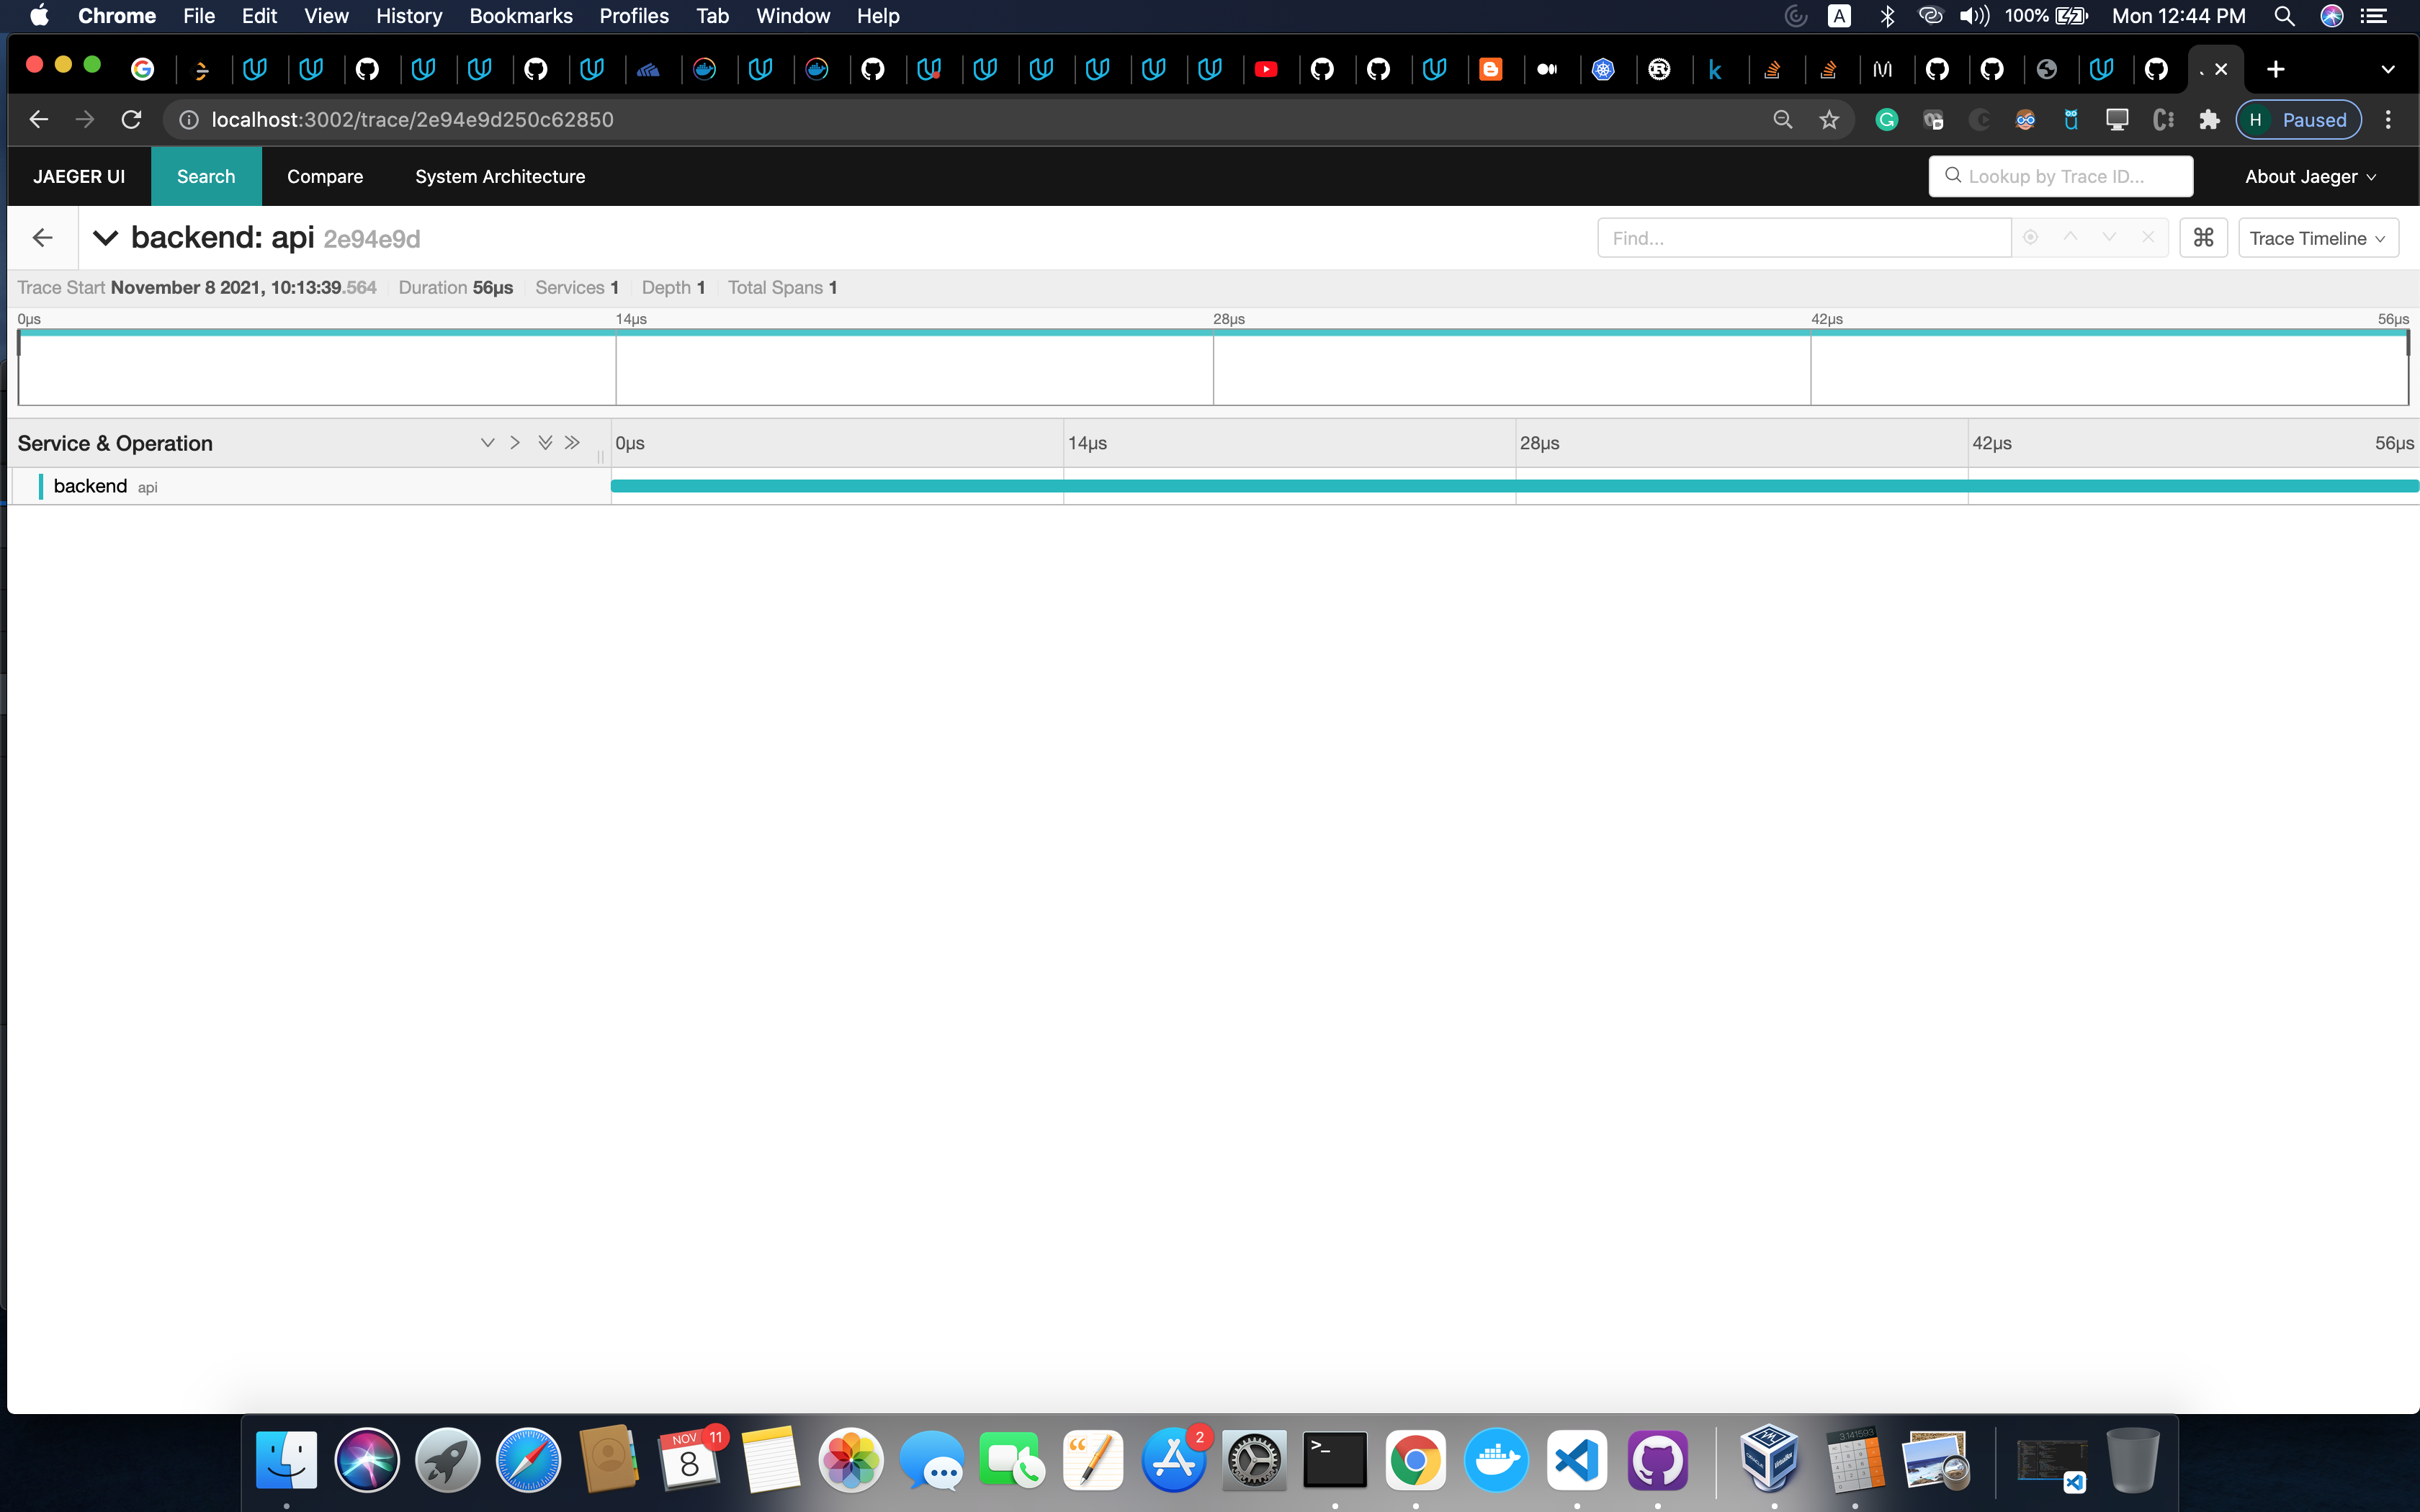 Chrome File Edit View History Bookmarks Profiles Tab Window Help A 100% Mon 12:44 PM
localhost:3002/trace/2e94e9d250c62850 H Paused
JAEGER UI Search Compare System Architecture Lookup by Trace ID... About Jaeger
backend: api 2e94e9d Find... ⌘ Trace Timeline
Trace Start November 8 2021, 10:13:39.564 Duration 56μs Services 1 Depth 1 Total Spans 1
0μs 14μs 28μs 42μs 56μs
Service & Operation 0μs 14μs 28μs 42μs 56μs
backend api
NOV 8 11 2 3.141593